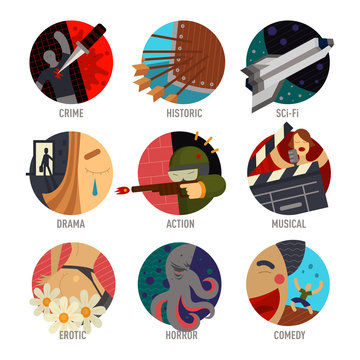 CRIME
HISTORIC
SCi-Fi
DRAMA
ACTION
MUSICAL
EROTIC
HORROR
COMEDY